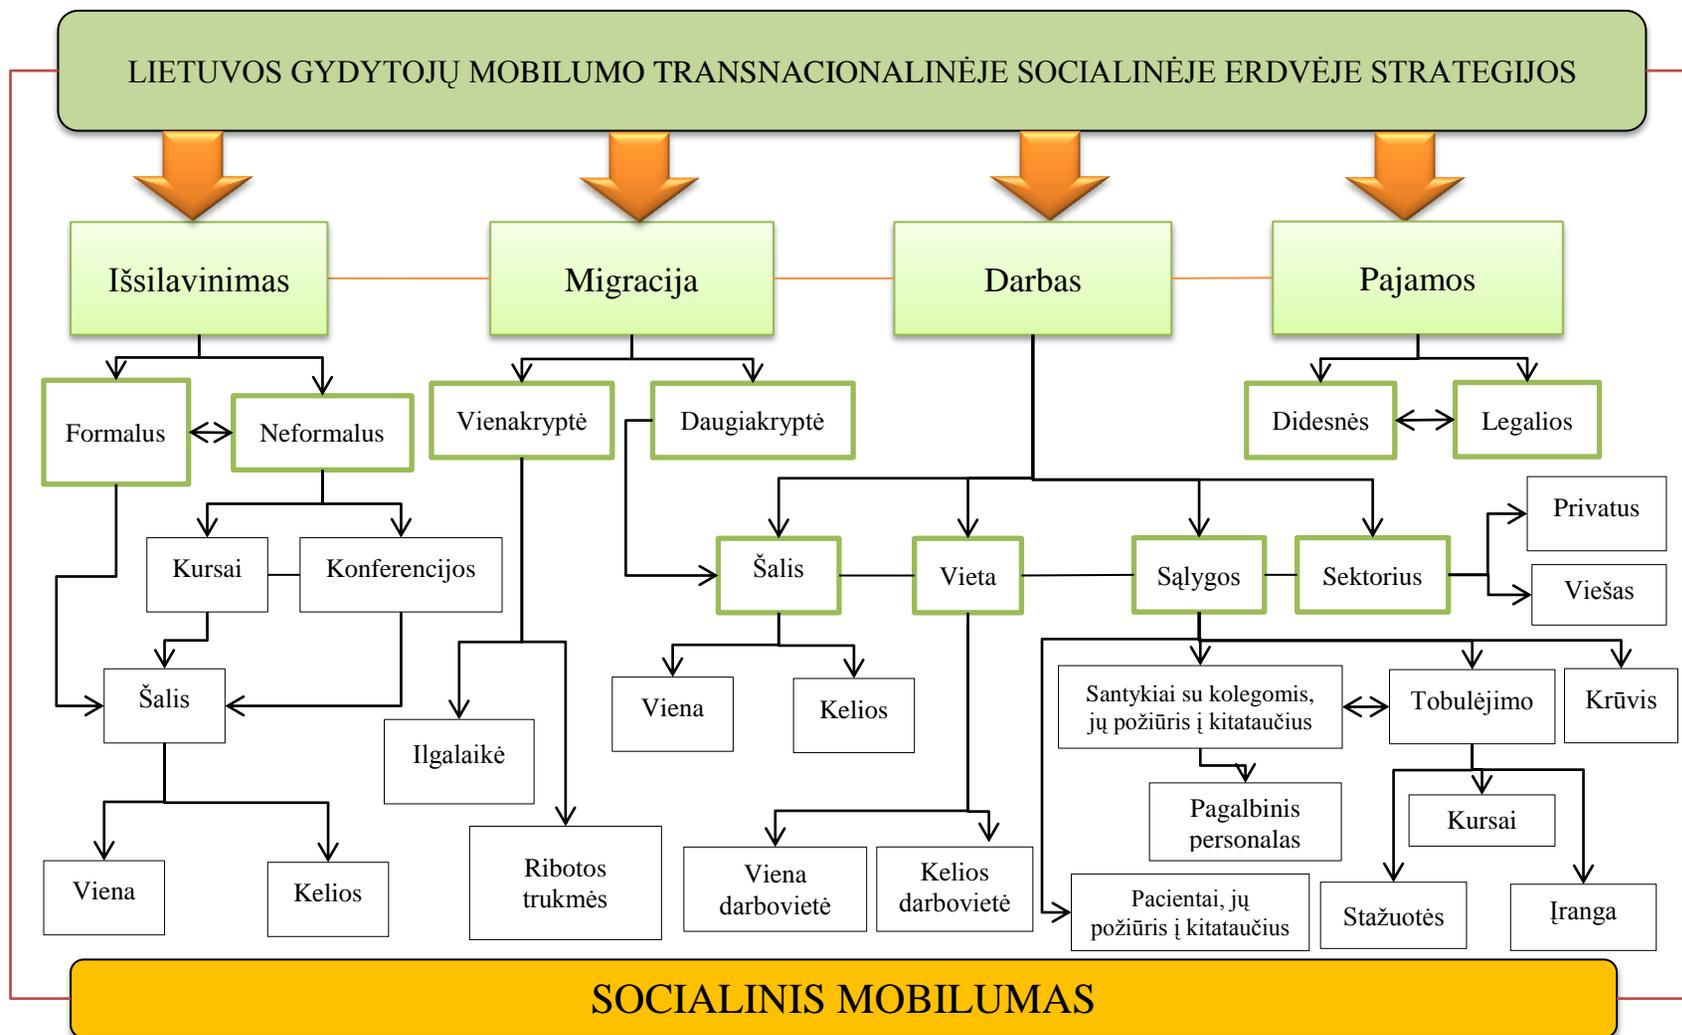 LIETUVOS GYDYTOJŲ MOBILUMO TRANSNACIONALINĖJE SOCIALINĖJE ERDVĖJE STRATEGIJOS
Išsilavinimas
Migracija
Darbas
Pajamos
Formalus
Neformalus
Vienakryptė
Daugiakryptė
Didesnės
Legalios
Privatus
Kursai
Konferencijos
Šalis
Vieta
Sąlygos
Sektorius
Viešas
Šalis
Viena
Kelios
Santykiai su kolegomis,
jų požiūris į kitataučius
Tobulėjimo
Krūvis
Ilgalaikė
Pagalbinis
personalas
Kursai
Viena
Kelios
Ribotos
trukmės
Viena
darbovietė
Kelios
darbovietė
Pacientai, jų
požiūris į kitataučius
Stažuotės
Įranga
SOCIALINIS MOBILUMAS